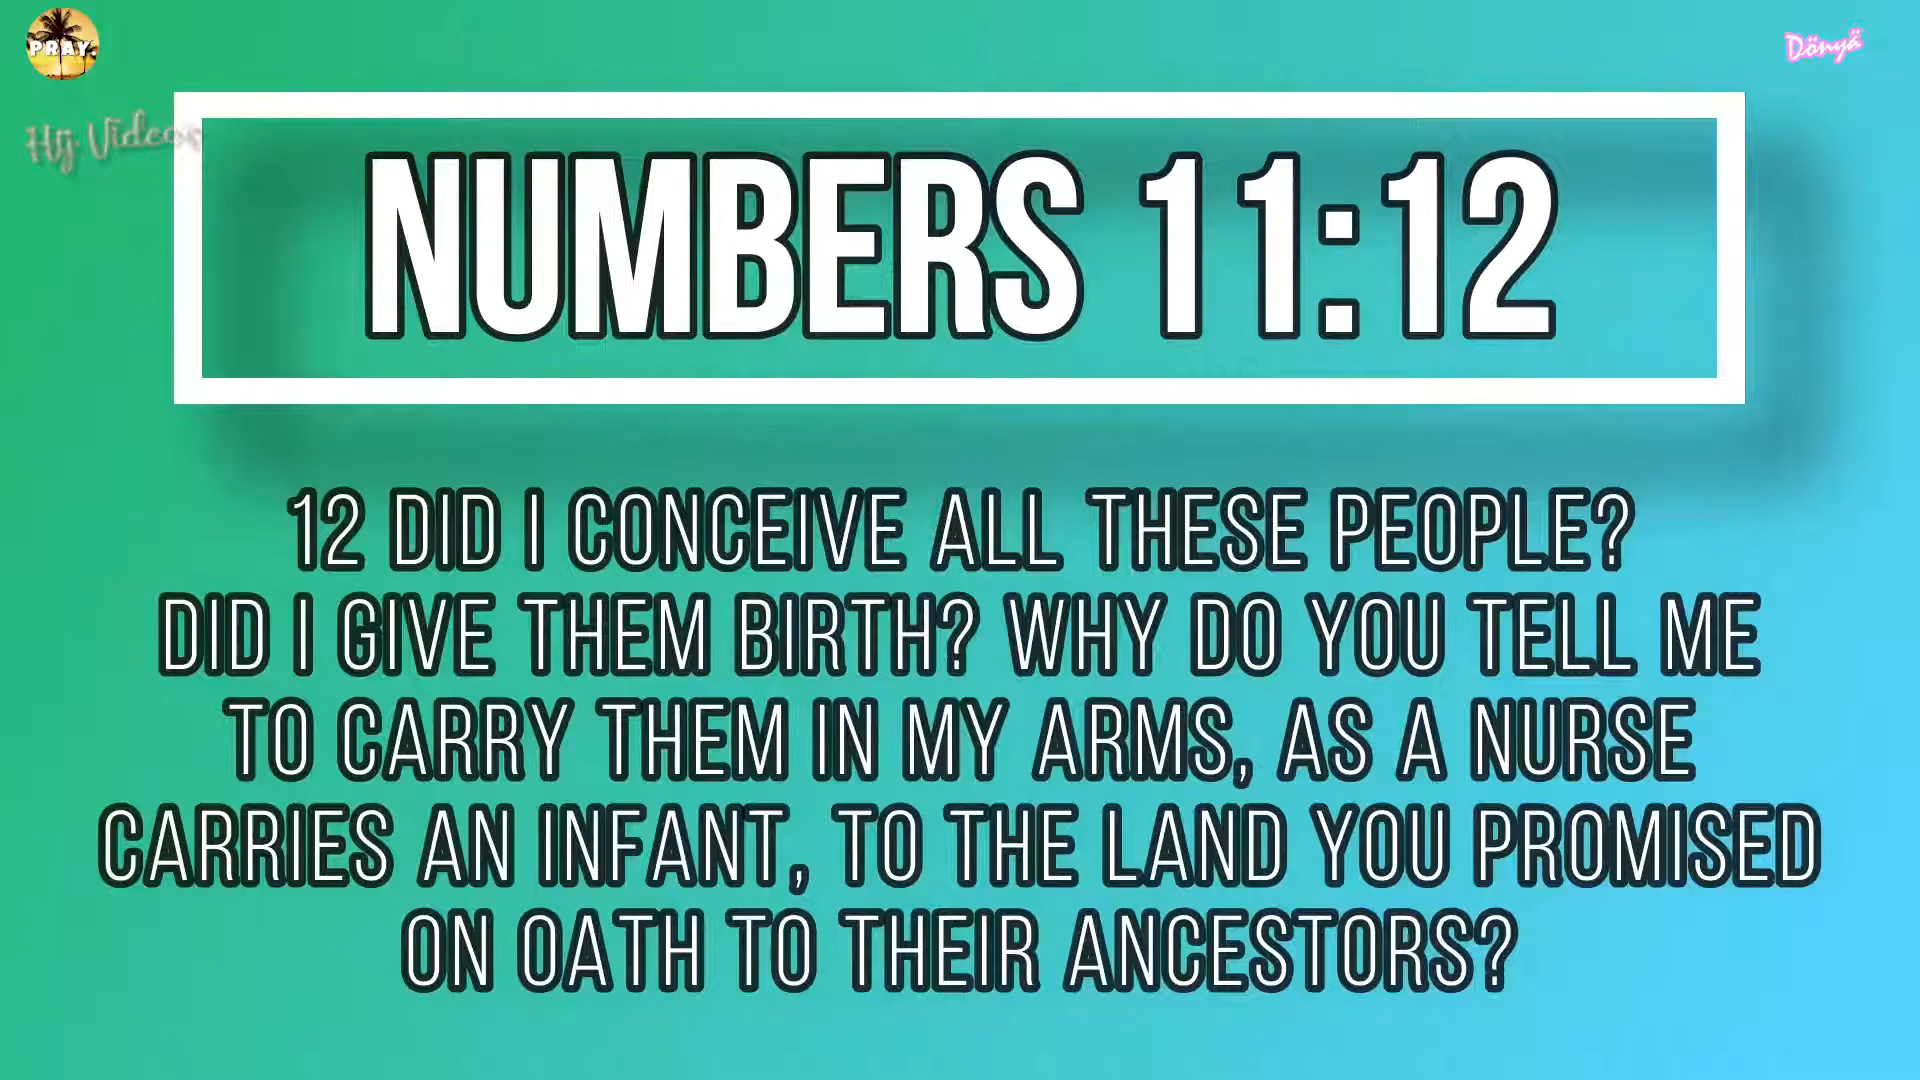 PRAY.
Dönyä
Hij Videos
NUMBERS 11:12
12 DID I CONCEIVE ALL THESE PEOPLE?
DID I GIVE THEM BIRTH? WHY DO YOU TELL ME
TO CARRY THEM IN MY ARMS, AS A NURSE
CARRIES AN INFANT, TO THE LAND YOU PROMISED
ON OATH TO THEIR ANCESTORS?